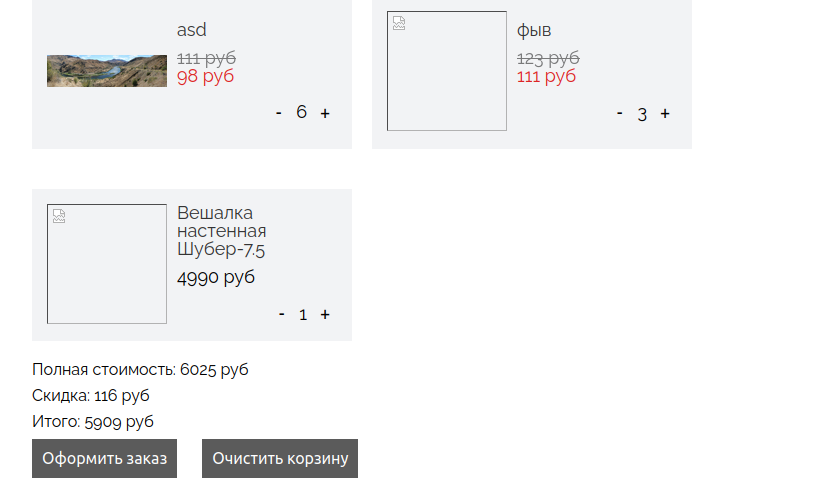 asd
111 руб
98 руб
- 6 +
фыв
123 руб
111 руб
- 3 +
Вешалка
настенная
Шубер-7.5
4990 руб
- 1 +
Полная стоимость: 6025 руб
Скидка: 116 руб
Итого: 5909 руб
Оформить заказ
Очистить корзину